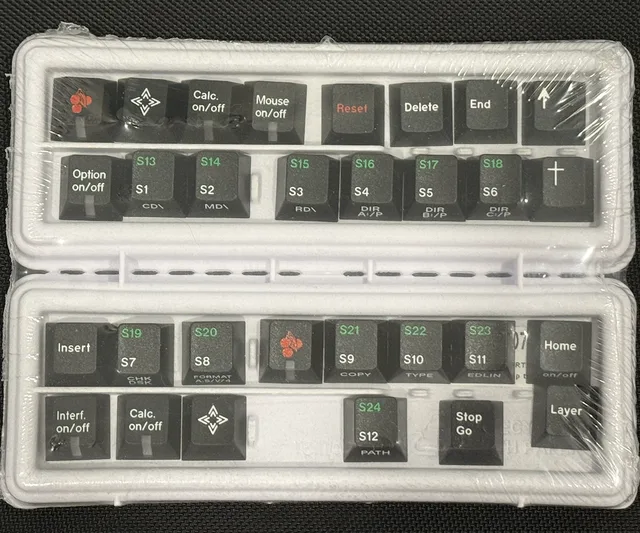 Calc. on/off
Mouse on/off
Reset
Delete
End
Option on/off
S13 S1 CD\
S14 S2 MD\
S15 S3 RD\
S16 S4 DIR A:/P
S17 S5 DIR B:/P
S18 S6 DIR C:/P
Insert
S19 S7 CHK DSK
S20 S8 FORMAT A,S/V/4
S21 S9 COPY
S22 S10 TYPE
S23 S11 EDLIN
Home on/off
Interf. on/off
Calc. on/off
S24 S12 PATH
Stop Go
Layer